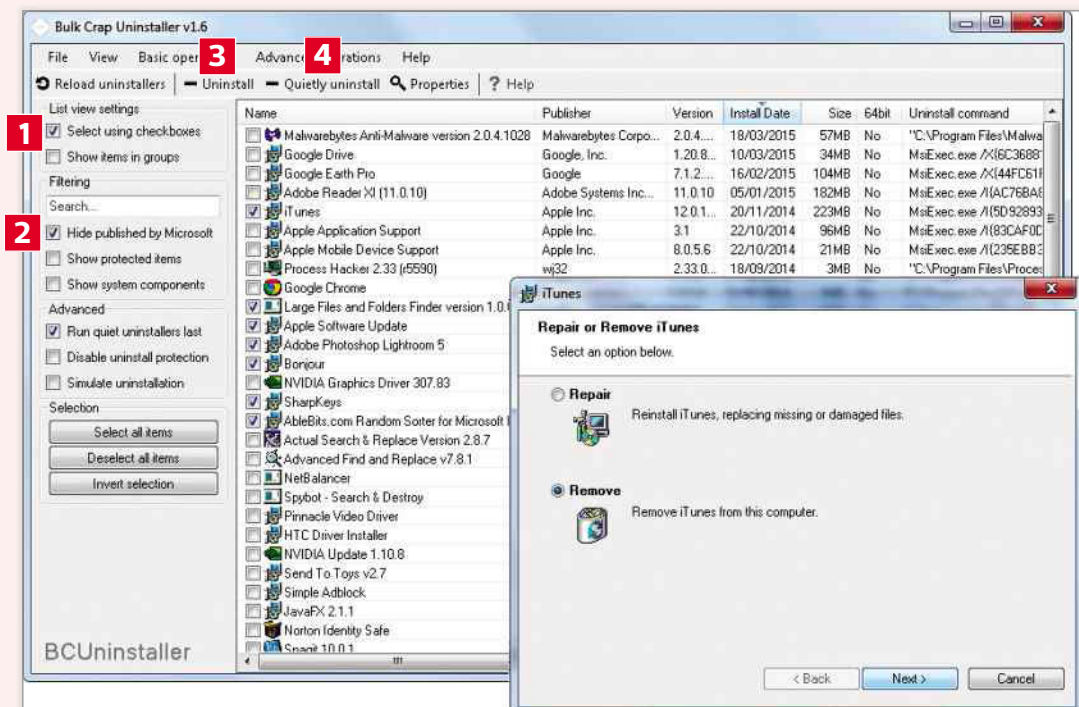 Bulk Crap Uninstaller v1.6
File View Basic oper 3 Advanc 4 rations Help
Reload uninstallers Uninstall Quietly uninstall Properties ? Help
List view settings
1 Select using checkboxes
Show items in groups
Filtering
Search...
2 Hide published by Microsoft
Show protected items
Show system components
Advanced
Run quiet uninstallers last
Disable uninstall protection
Simulate uninstallation
Selection
Select all items
Deselect all items
Invert selection
BCUninstaller
Name Publisher Version Install Date Size 64bit Uninstall command
Malwarebytes Anti-Malware version 2.0.4.1028 Malwarebytes Corpo... 2.0.4.... 18/03/2015 57MB No "C:\Program Files\Malwa
Google Drive Google, Inc. 1.20.8... 10/03/2015 34MB No MsiExec.exe /X{6C3688
Google Earth Pro Google 7.1.2.... 16/02/2015 104MB No MsiExec.exe /X{44FC61F
Adobe Reader XI (11.0.10) Adobe Systems Inc... 11.0.10 05/01/2015 182MB No MsiExec.exe /I{AC76BA8
iTunes Apple Inc. 12.0.1... 20/11/2014 223MB No MsiExec.exe /I{5D92893
Apple Application Support Apple Inc. 3.1 22/10/2014 96MB No MsiExec.exe /I{83CAF0D
Apple Mobile Device Support Apple Inc. 8.0.5.6 22/10/2014 21MB No MsiExec.exe /I{235EBB3
Process Hacker 2.33 (r5590) wj32 2.33.0... 18/09/2014 3MB No "C:\Program Files\Proce
Google Chrome
Large Files and Folders Finder version 1.0.
Apple Software Update
Adobe Photoshop Lightroom 5
Bonjour
NVIDIA Graphics Driver 307.83
SharpKeys
AbleBits.com Random Sorter for Microsoft
Actual Search & Replace Version 2.8.7
Advanced Find and Replace v7.8.1
NetBalancer
Spybot - Search & Destroy
Pinnacle Video Driver
HTC Driver Installer
NVIDIA Update 1.10.8
Send To Toys v2.7
Simple Adblock
JavaFX 2.1.1
Norton Identity Safe
Snagit 10.0.1
iTunes
Repair or Remove iTunes
Select an option below.
Repair
Reinstall iTunes, replacing missing or damaged files.
Remove
Remove iTunes from this computer.
< Back Next > Cancel